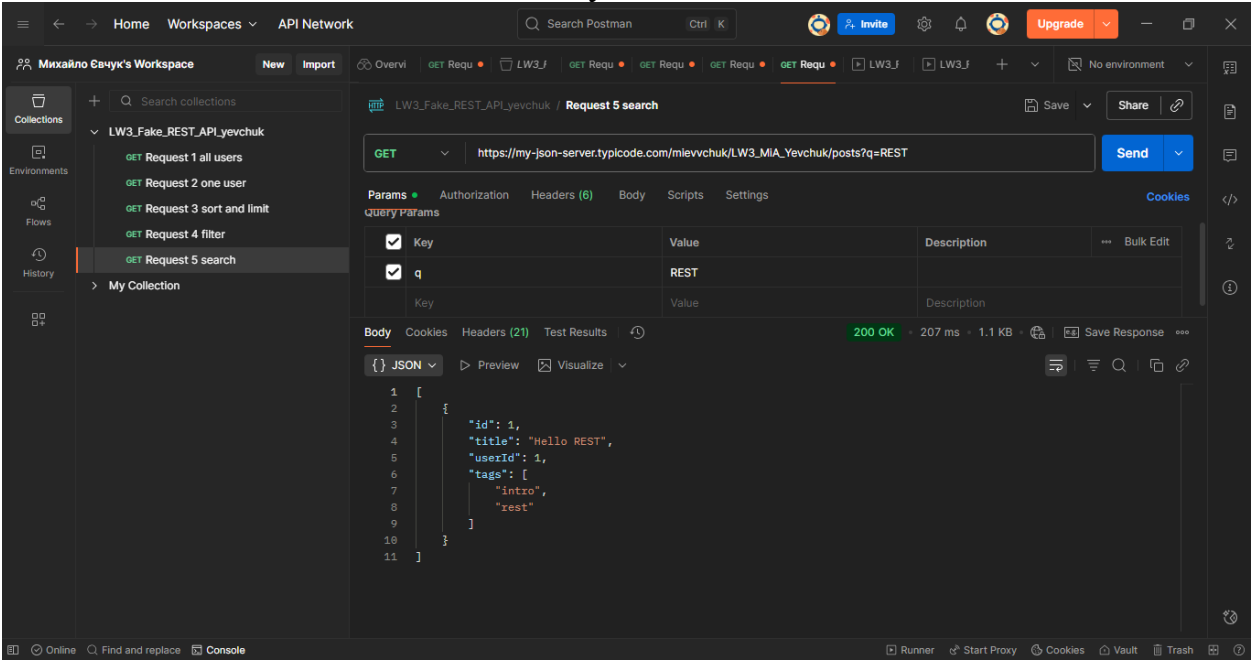 Home Workspaces API Network Search Postman Ctrl K Invite Upgrade
Михайло Євчук's Workspace New Import Overvi GET Requ LW3_F GET Requ GET Requ GET Requ GET Requ LW3_F LW3_F No environment
Collections
Environments
Flows
History
Search collections
LW3_Fake_REST_API_yevchuk
GET Request 1 all users
GET Request 2 one user
GET Request 3 sort and limit
GET Request 4 filter
GET Request 5 search
My Collection
LW3_Fake_REST_API_yevchuk / Request 5 search Save Share
GET https://my-json-server.typicode.com/mievvchuk/LW3_MiA_Yevchuk/posts?q=REST Send
Params Authorization Headers (6) Body Scripts Settings Cookies
Query Params
Key Value Description Bulk Edit
q REST
Key Value Description
Body Cookies Headers (21) Test Results 200 OK 207 ms 1.1 KB Save Response
{} JSON Preview Visualize
1 [
2 {
3 "id": 1,
4 "title": "Hello REST",
5 "userId": 1,
6 "tags": [
7 "intro",
8 "rest"
9 ]
10 }
11 ]
Online Find and replace Console Runner Start Proxy Cookies Vault Trash